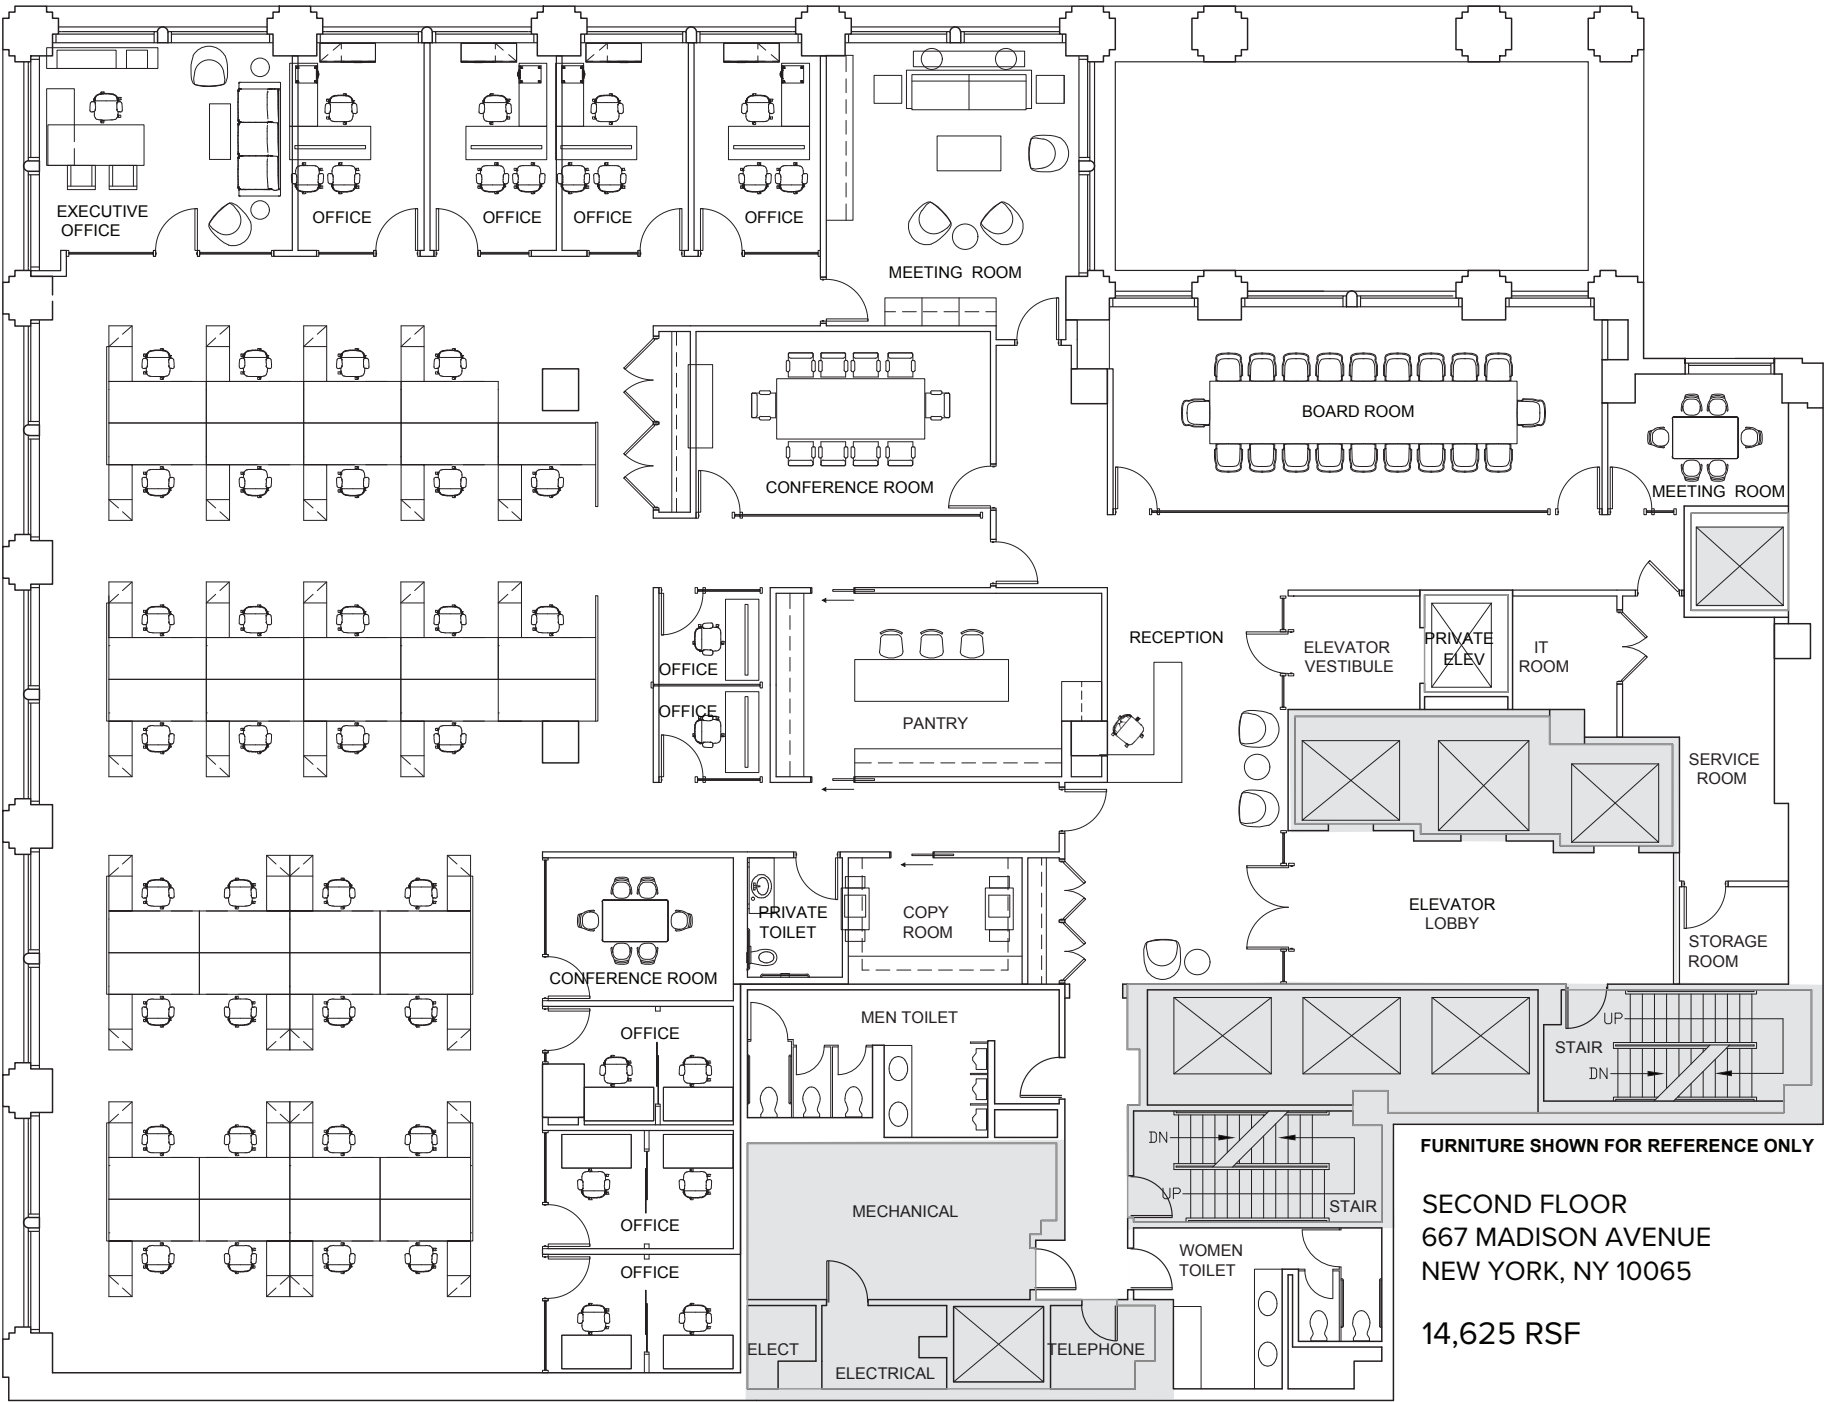 EXECUTIVE
OFFICE
OFFICE
OFFICE
OFFICE
OFFICE
MEETING ROOM
CONFERENCE ROOM
BOARD ROOM
MEETING ROOM
OFFICE
OFFICE
PANTRY
RECEPTION
ELEVATOR
VESTIBULE
PRIVATE
ELEV
IT
ROOM
SERVICE
ROOM
PRIVATE
TOILET
COPY
ROOM
ELEVATOR
LOBBY
STORAGE
ROOM
CONFERENCE ROOM
OFFICE
MEN TOILET
UP
STAIR
DN
DN
UP
STAIR
OFFICE
MECHANICAL
OFFICE
WOMEN
TOILET
ELECT
ELECTRICAL
TELEPHONE
FURNITURE SHOWN FOR REFERENCE ONLY
SECOND FLOOR
667 MADISON AVENUE
NEW YORK, NY 10065
14,625 RSF